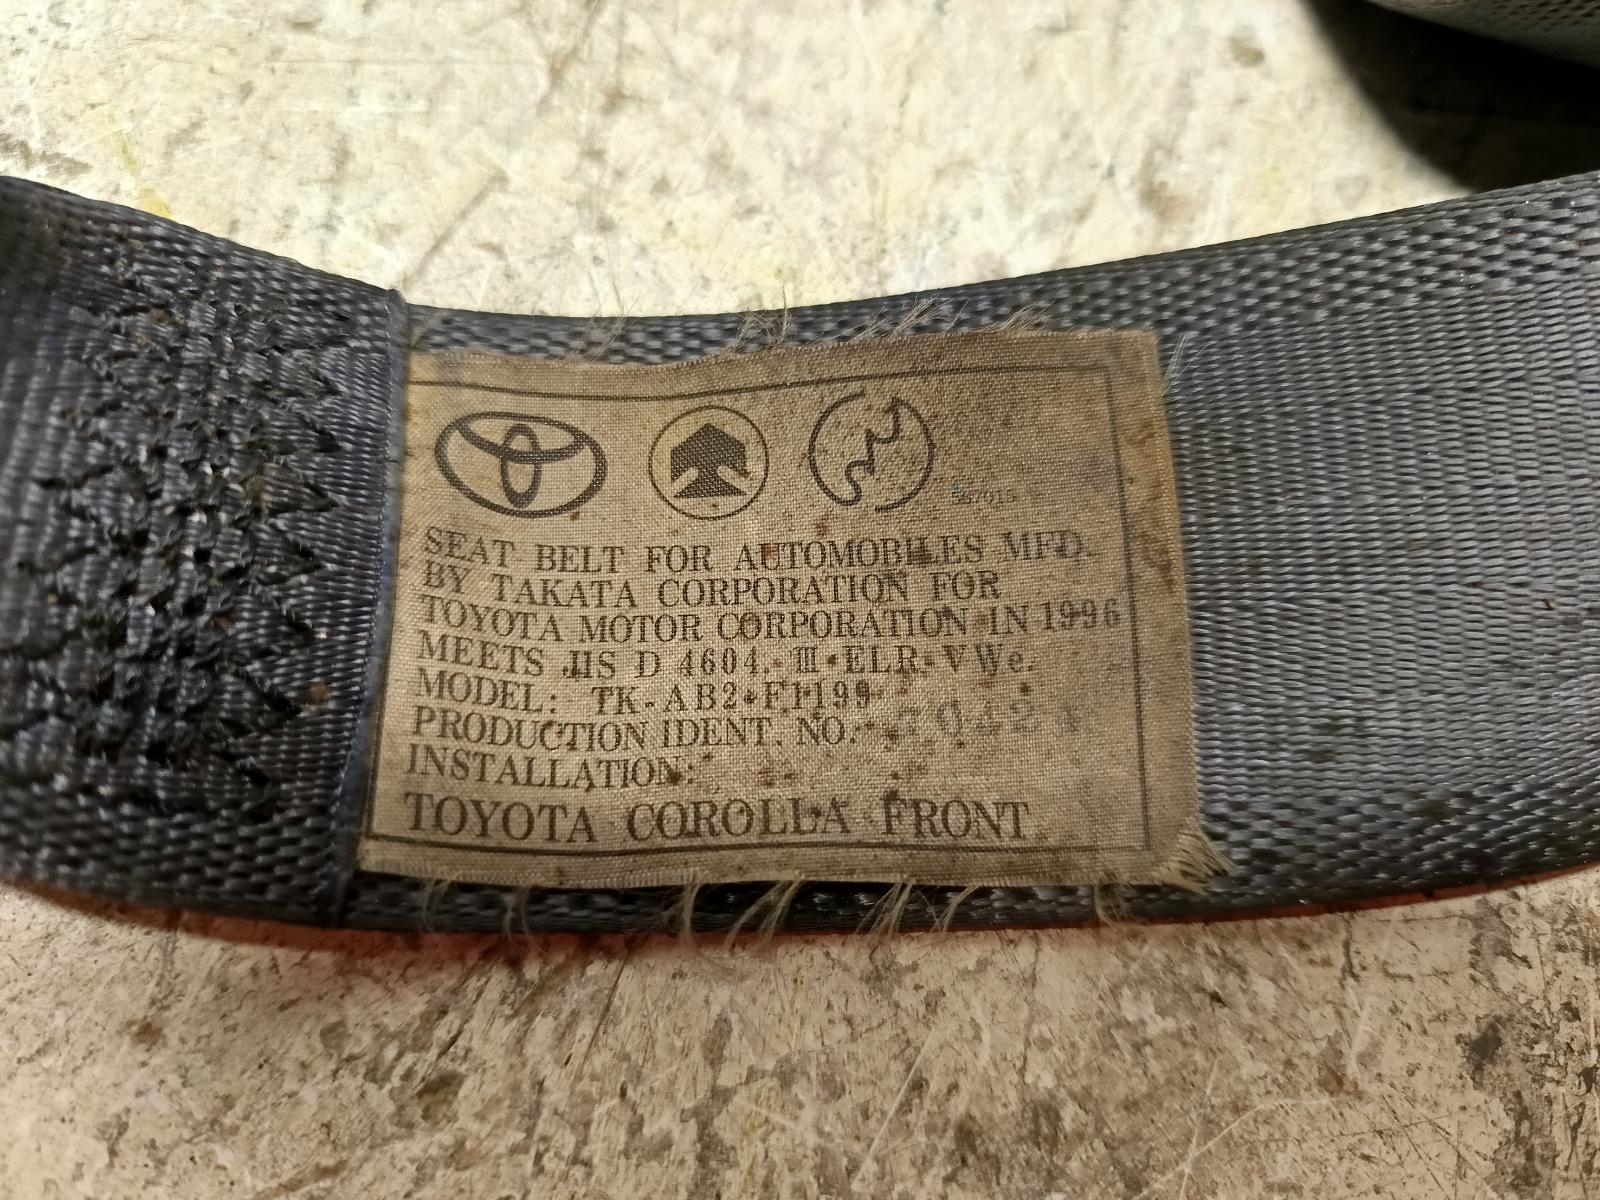 SEAT BELT FOR AUTOMOBILES MFD.
BY TAKATA CORPORATION FOR
TOYOTA MOTOR CORPORATION IN 1996
MEETS JIS D 4604. III·ELR·VWe.
MODEL: TK-AB2-F1199
PRODUCTION IDENT. NO.:
INSTALLATION:
TOYOTA COROLLA FRONT